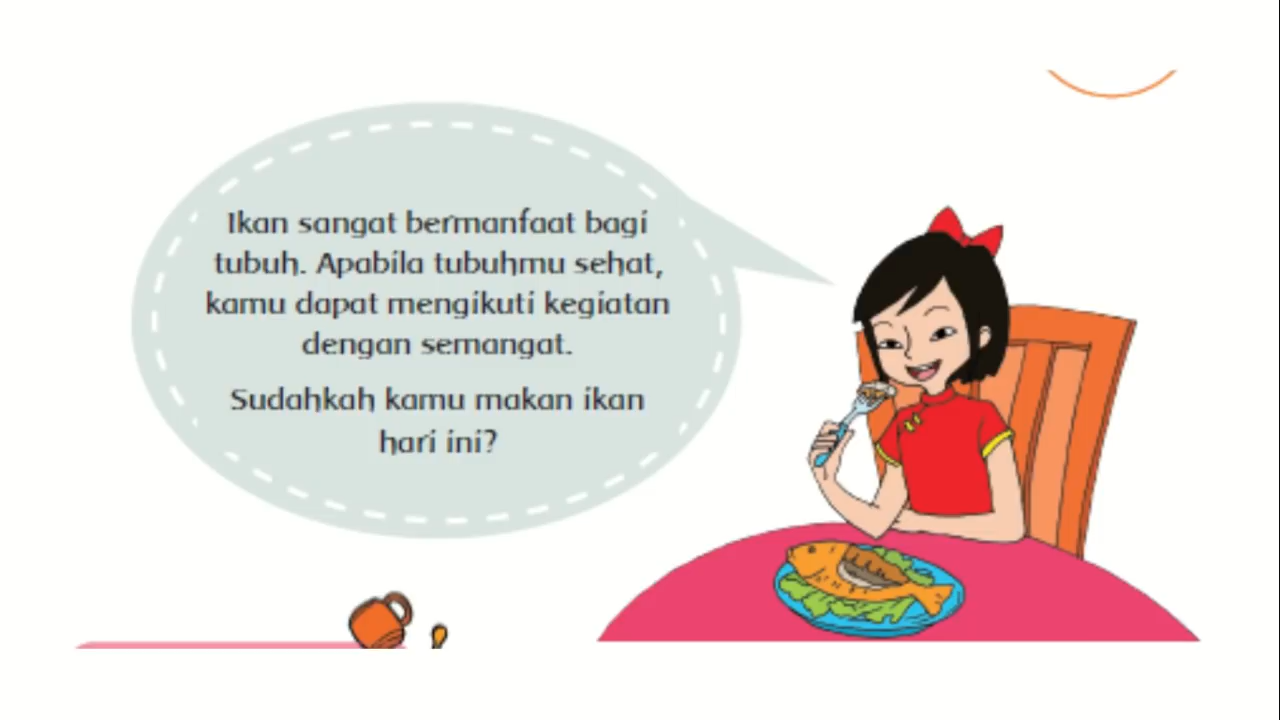 Ikan sangat bermanfaat bagi
tubuh. Apabila tubuhmu sehat,
kamu dapat mengikuti kegiatan
dengan semangat.
Sudahkah kamu makan ikan
hari ini?